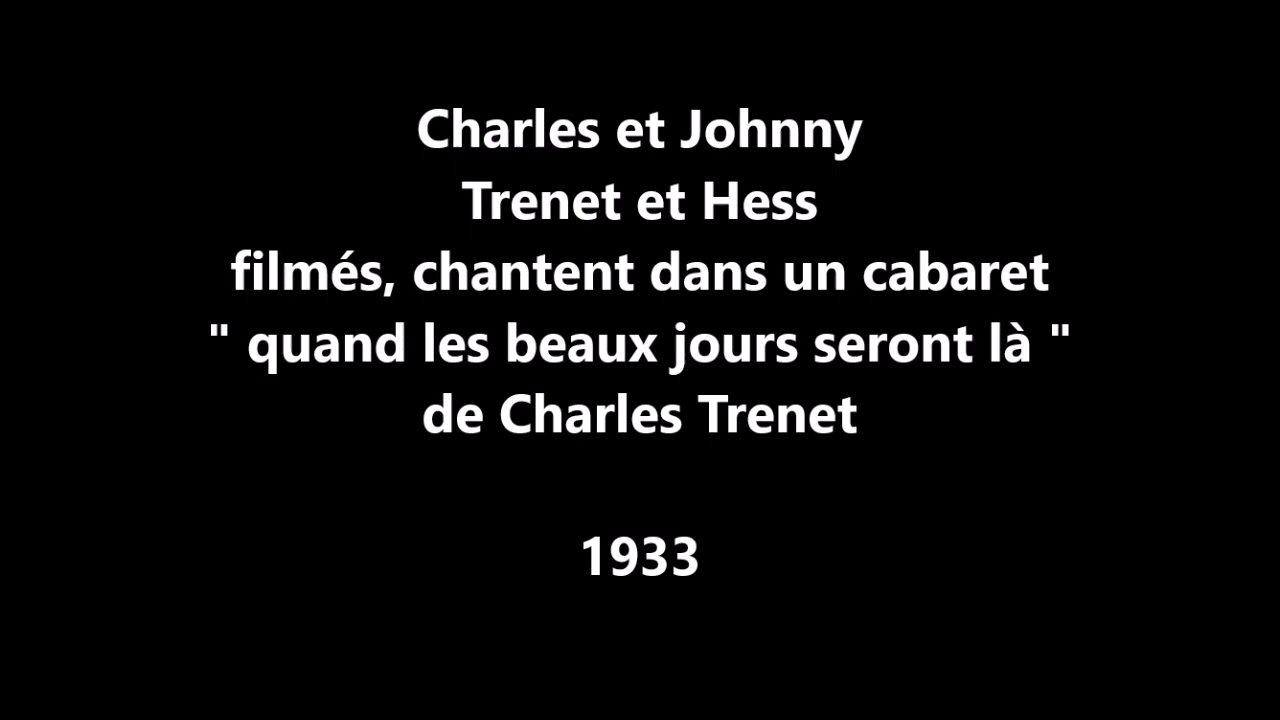 Charles et Johnny
Trenet et Hess
filmés, chantent dans un cabaret
" quand les beaux jours seront là "
de Charles Trenet
1933